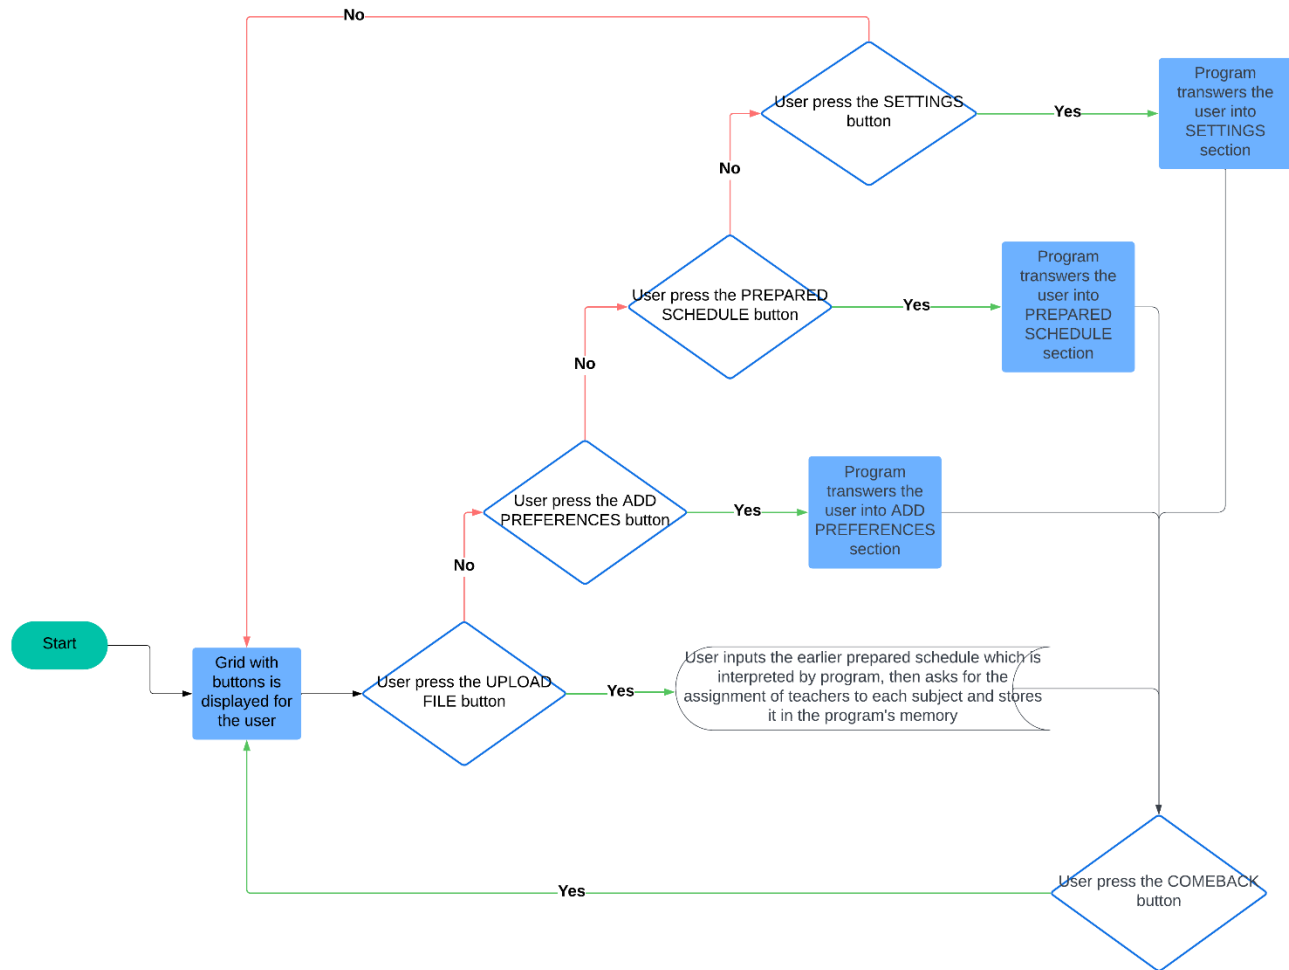 No
User press the SETTINGS
button
Yes
Program
transwers the
user into
SETTINGS
section
No
User press the PREPARED
SCHEDULE button
Yes
Program
transwers the
user into
PREPARED
SCHEDULE
section
No
User press the ADD
PREFERENCES button
Yes
Program
transwers the
user into ADD
PREFERENCES
section
No
Start
Grid with
buttons is
displayed for
the user
User press the UPLOAD
FILE button
Yes
User inputs the earlier prepared schedule which is
interpreted by program, then asks for the
assignment of teachers to each subject and stores
it in the program's memory
Yes
User press the COMEBACK
button